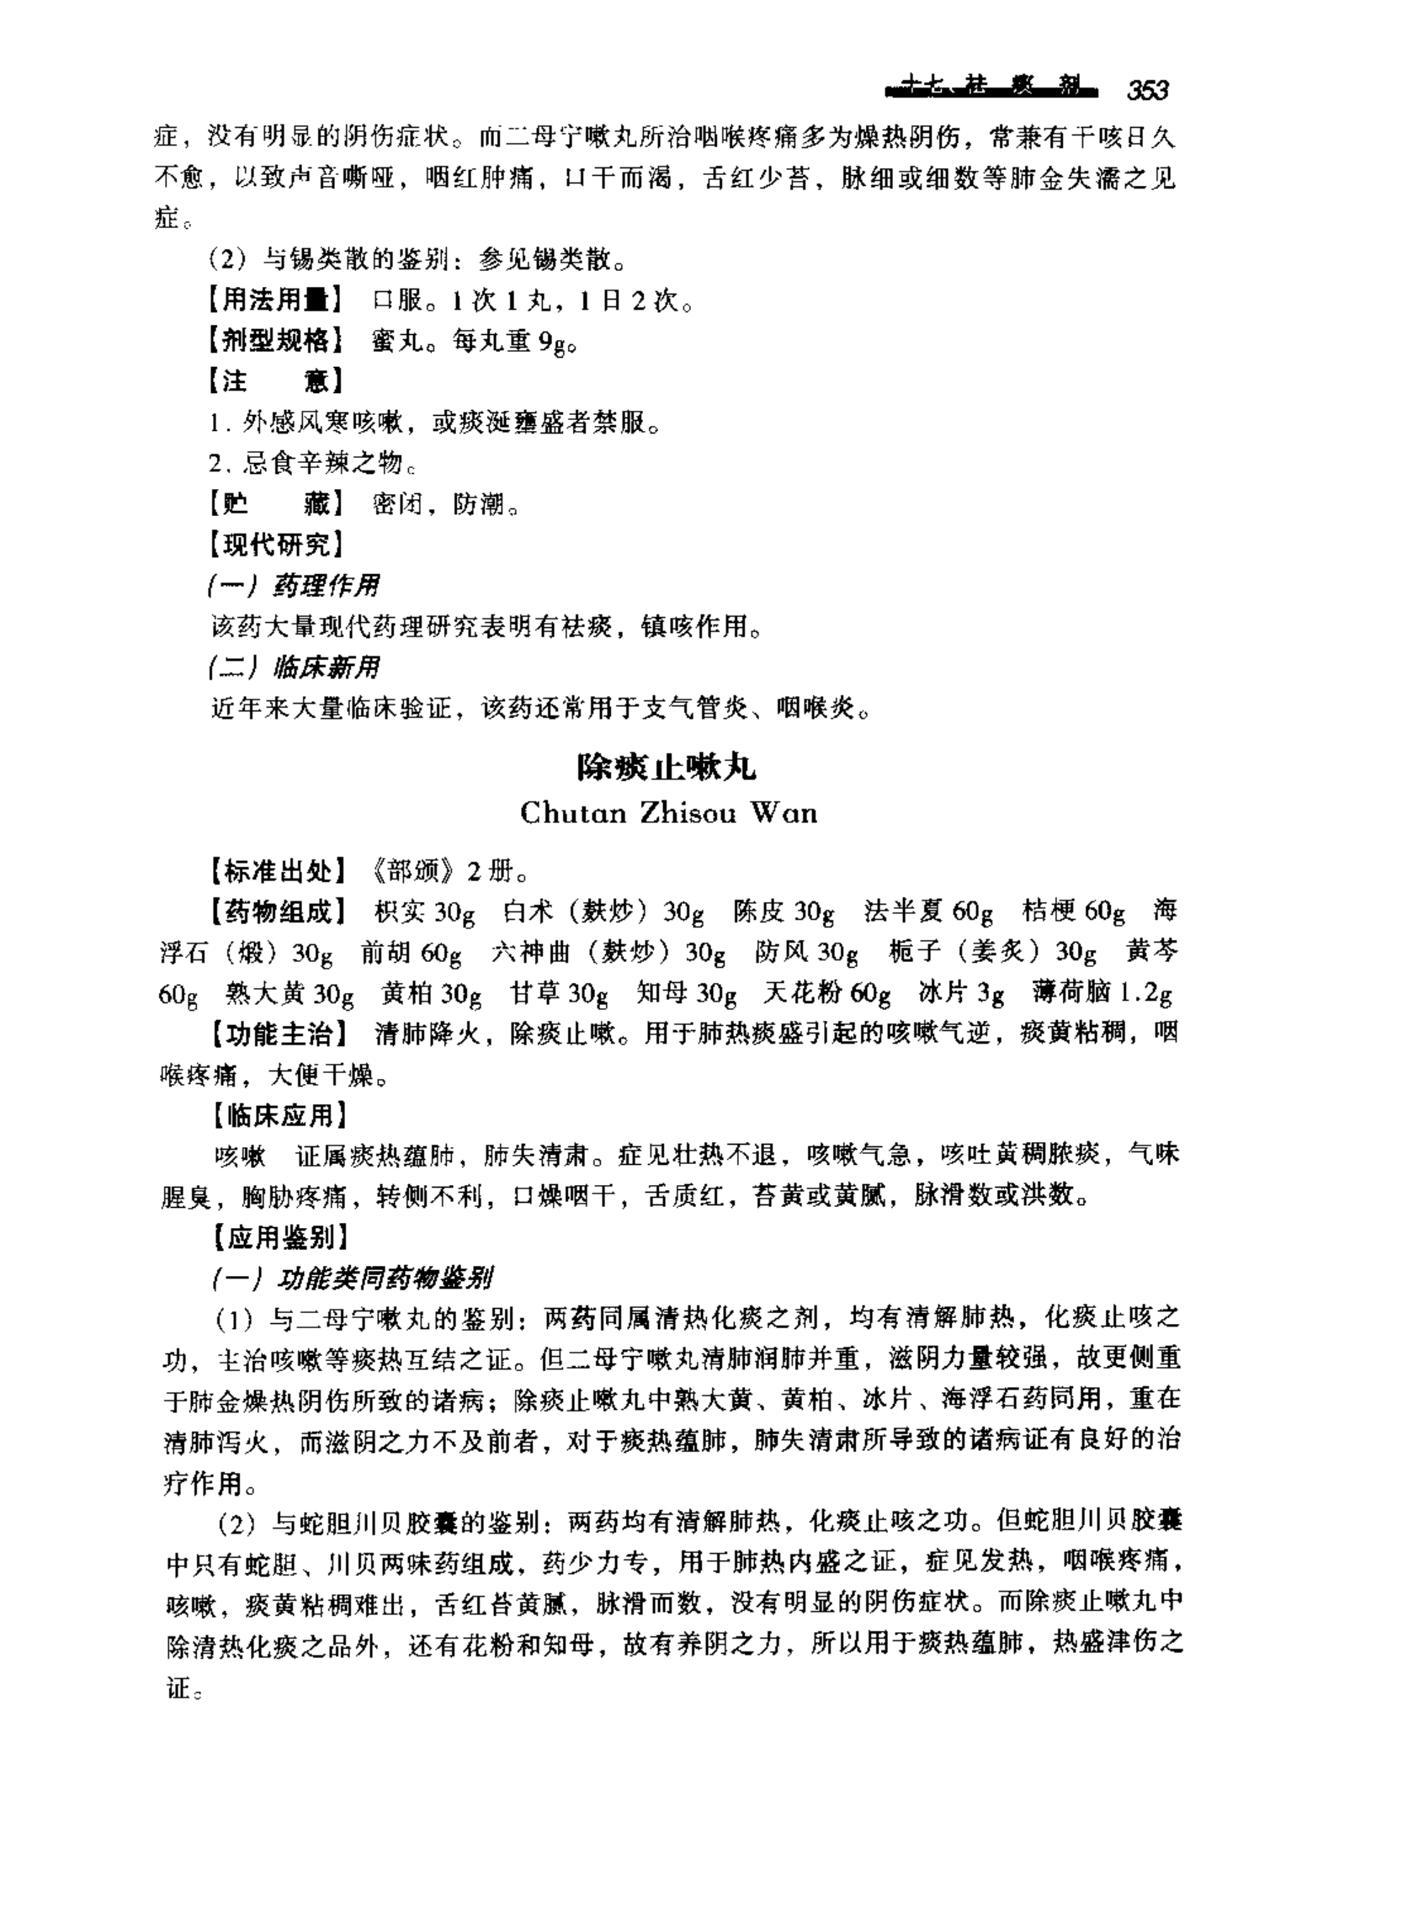 十七、祛 痰 剂 353
症，没有明显的阴伤症状。而二母宁嗽丸所治咽喉疼痛多为燥热阴伤，常兼有干咳日久
不愈，以致声音嘶哑，咽红肿痛，口干而渴，舌红少苔，脉细或细数等肺金失濡之见
症。
（2）与锡类散的鉴别：参见锡类散。
【用法用量】 口服。1次1丸，1日2次。
【剂型规格】 蜜丸。每丸重9g。
【注　　意】
1. 外感风寒咳嗽，或痰涎壅盛者禁服。
2. 忌食辛辣之物。
【贮　　藏】 密闭，防潮。
【现代研究】
（一）药理作用
该药大量现代药理研究表明有祛痰，镇咳作用。
（二）临床新用
近年来大量临床验证，该药还常用于支气管炎、咽喉炎。
除痰止嗽丸
Chutan Zhisou Wan
【标准出处】《部颁》2册。
【药物组成】 枳实30g　白术（麸炒）30g　陈皮30g　法半夏60g　桔梗60g　海
浮石（煅）30g　前胡60g　六神曲（麸炒）30g　防风30g　栀子（姜炙）30g　黄芩
60g　熟大黄30g　黄柏30g　甘草30g　知母30g　天花粉60g　冰片3g　薄荷脑1.2g
【功能主治】 清肺降火，除痰止嗽。用于肺热痰盛引起的咳嗽气逆，痰黄粘稠，咽
喉疼痛，大便干燥。
【临床应用】
咳嗽　证属痰热蕴肺，肺失清肃。症见壮热不退，咳嗽气急，咳吐黄稠脓痰，气味
腥臭，胸胁疼痛，转侧不利，口燥咽干，舌质红，苔黄或黄腻，脉滑数或洪数。
【应用鉴别】
（一）功能类同药物鉴别
（1）与二母宁嗽丸的鉴别：两药同属清热化痰之剂，均有清解肺热，化痰止咳之
功，主治咳嗽等痰热互结之证。但二母宁嗽丸清肺润肺并重，滋阴力量较强，故更侧重
于肺金燥热阴伤所致的诸病；除痰止嗽丸中熟大黄、黄柏、冰片、海浮石药同用，重在
清肺泻火，而滋阴之力不及前者，对于痰热蕴肺，肺失清肃所导致的诸病证有良好的治
疗作用。
（2）与蛇胆川贝胶囊的鉴别：两药均有清解肺热，化痰止咳之功。但蛇胆川贝胶囊
中只有蛇胆、川贝两味药组成，药少力专，用于肺热内盛之证，症见发热，咽喉疼痛，
咳嗽，痰黄粘稠难出，舌红苔黄腻，脉滑而数，没有明显的阴伤症状。而除痰止嗽丸中
除清热化痰之品外，还有花粉和知母，故有养阴之力，所以用于痰热蕴肺，热盛津伤之
证。